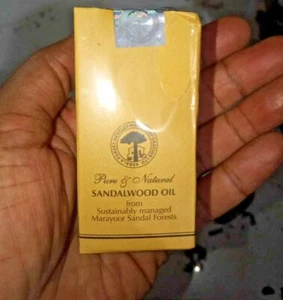 Pure & Natural
SANDALWOOD OIL
from
Sustainably managed
Marayoor Sandal Forests